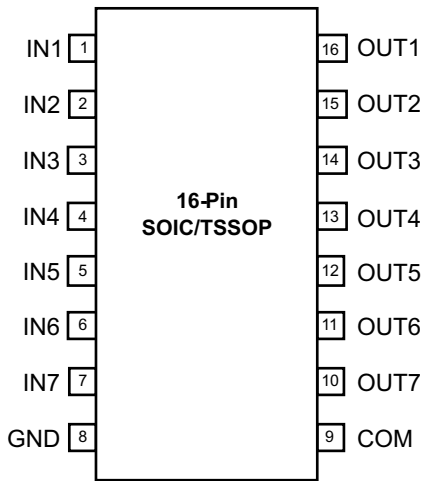 IN1 1 16 OUT1
IN2 2 15 OUT2
IN3 3 14 OUT3
16-Pin
SOIC/TSSOP
IN4 4 13 OUT4
IN5 5 12 OUT5
IN6 6 11 OUT6
IN7 7 10 OUT7
GND 8 9 COM